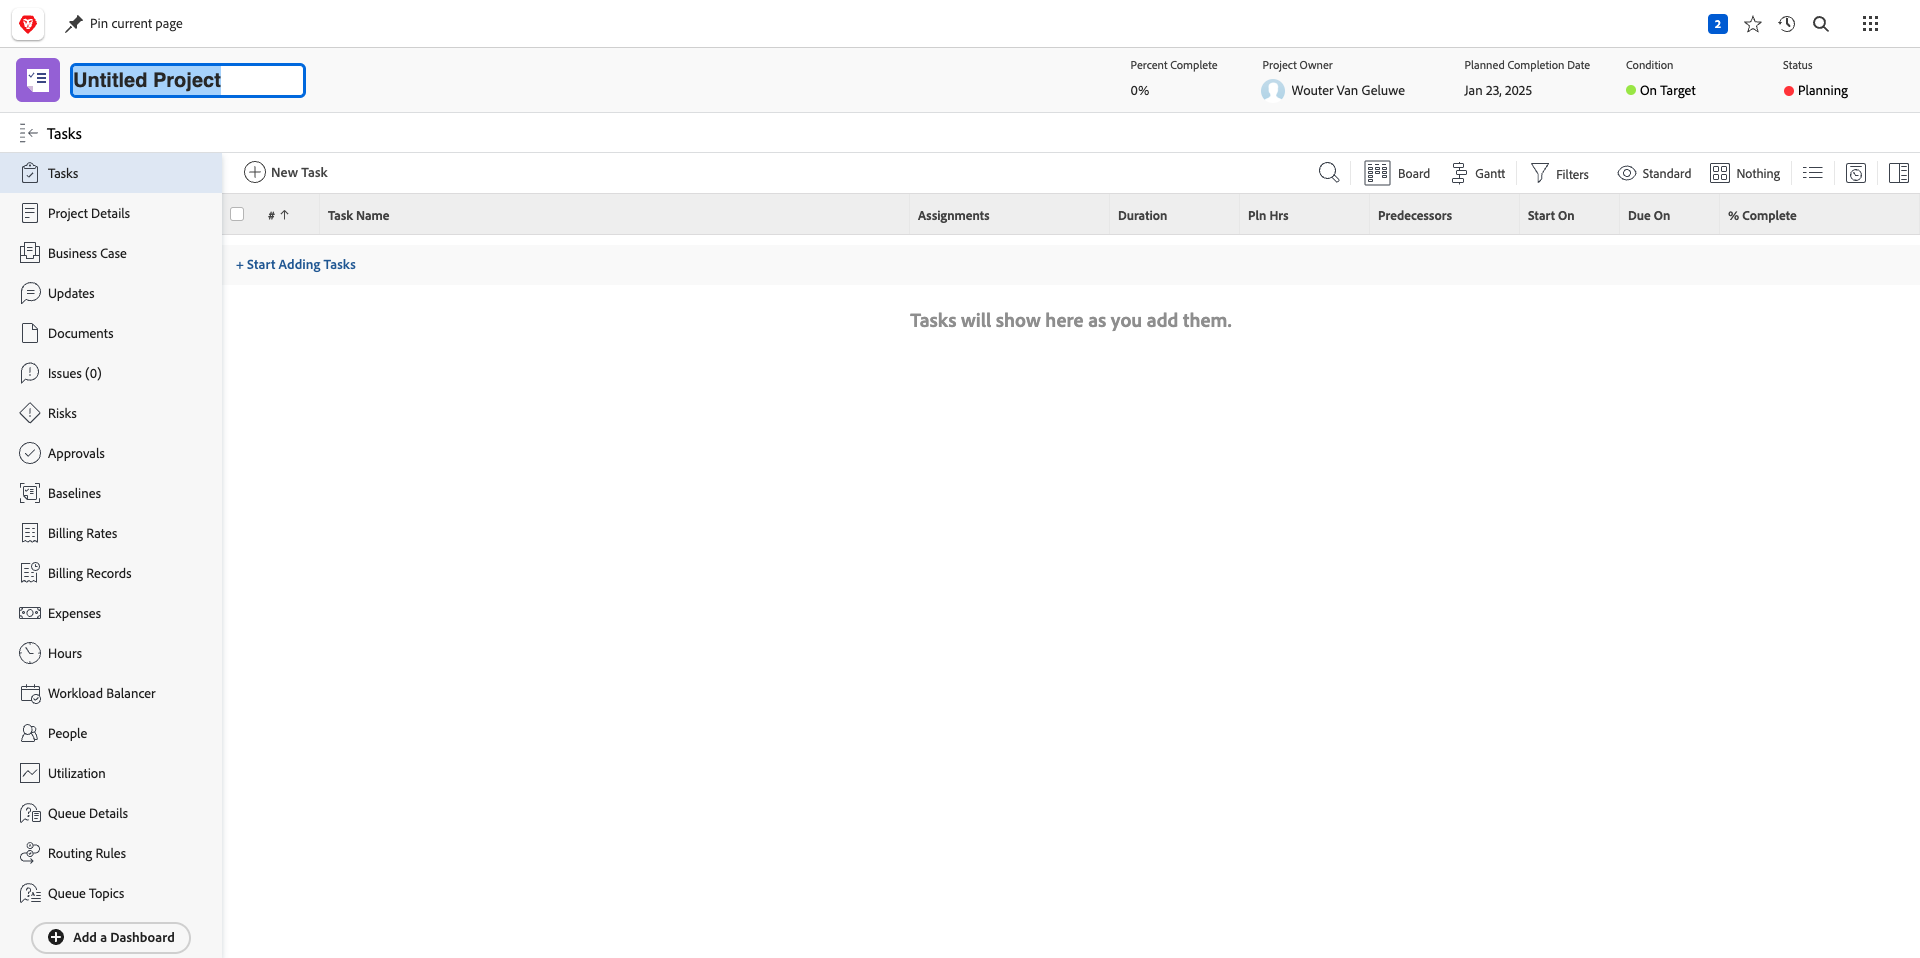 Pin current page
2
Untitled Project
Percent Complete
0%
Project Owner
Wouter Van Geluwe
Planned Completion Date
Jan 23, 2025
Condition
On Target
Status
Planning
Tasks
Tasks
Project Details
Business Case
Updates
Documents
Issues (0)
Risks
Approvals
Baselines
Billing Rates
Billing Records
Expenses
Hours
Workload Balancer
People
Utilization
Queue Details
Routing Rules
Queue Topics
Add a Dashboard
New Task
Board
Gantt
Filters
Standard
Nothing
# ↑ Task Name Assignments Duration Pln Hrs Predecessors Start On Due On % Complete
+ Start Adding Tasks
Tasks will show here as you add them.